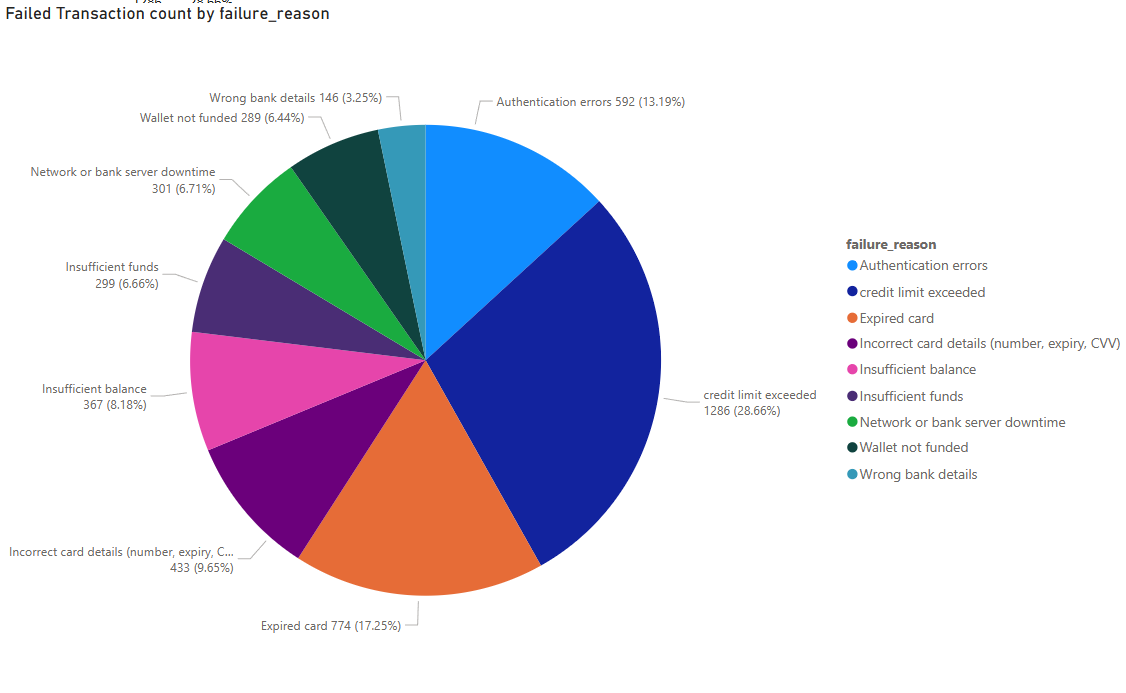 Failed Transaction count by failure_reason
Wrong bank details 146 (3.25%)
Authentication errors 592 (13.19%)
Wallet not funded 289 (6.44%)
Network or bank server downtime
301 (6.71%)
Insufficient funds
299 (6.66%)
Insufficient balance
367 (8.18%)
credit limit exceeded
1286 (28.66%)
Incorrect card details (number, expiry, C...
433 (9.65%)
Expired card 774 (17.25%)
failure_reason
Authentication errors
credit limit exceeded
Expired card
Incorrect card details (number, expiry, CVV)
Insufficient balance
Insufficient funds
Network or bank server downtime
Wallet not funded
Wrong bank details